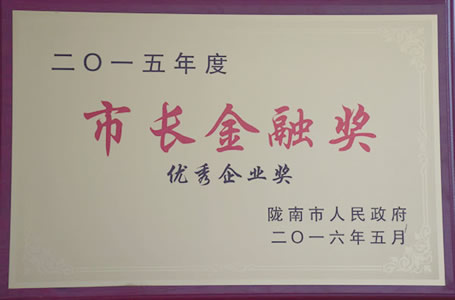 二〇一五年度
市长金融奖
优秀企业奖
陇南市人民政府
二〇一六年五月